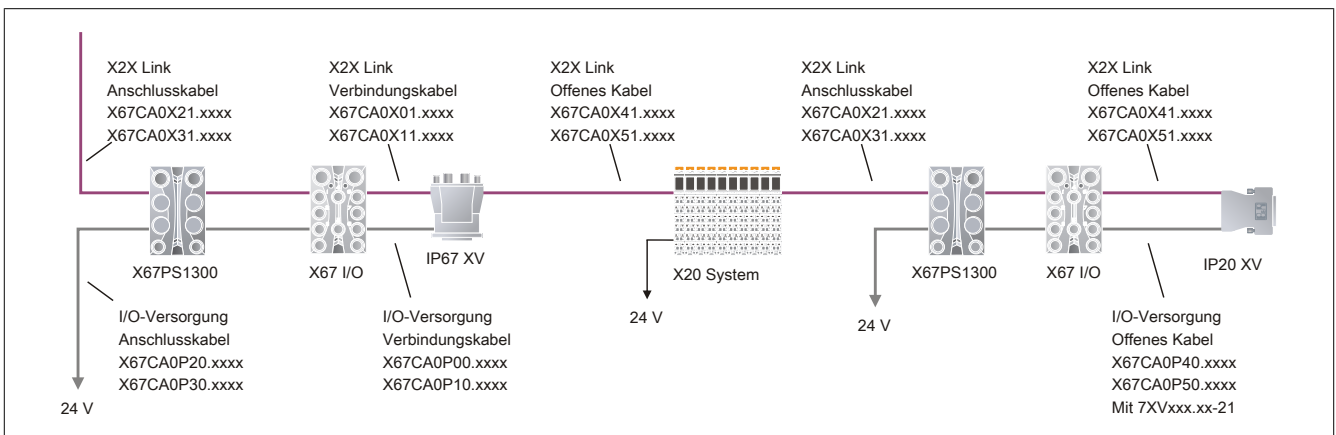 X2X Link
Anschlusskabel
X67CA0X21.xxxx
X67CA0X31.xxxx
X2X Link
Verbindungskabel
X67CA0X01.xxxx
X67CA0X11.xxxx
X2X Link
Offenes Kabel
X67CA0X41.xxxx
X67CA0X51.xxxx
X2X Link
Anschlusskabel
X67CA0X21.xxxx
X67CA0X31.xxxx
X2X Link
Offenes Kabel
X67CA0X41.xxxx
X67CA0X51.xxxx
X67PS1300
X67 I/O
IP67 XV
X20 System
X67PS1300
X67 I/O
IP20 XV
I/O-Versorgung
Anschlusskabel
X67CA0P20.xxxx
X67CA0P30.xxxx
24 V
I/O-Versorgung
Verbindungskabel
X67CA0P00.xxxx
X67CA0P10.xxxx
24 V
24 V
I/O-Versorgung
Offenes Kabel
X67CA0P40.xxxx
X67CA0P50.xxxx
Mit 7XVxxx.xx-21